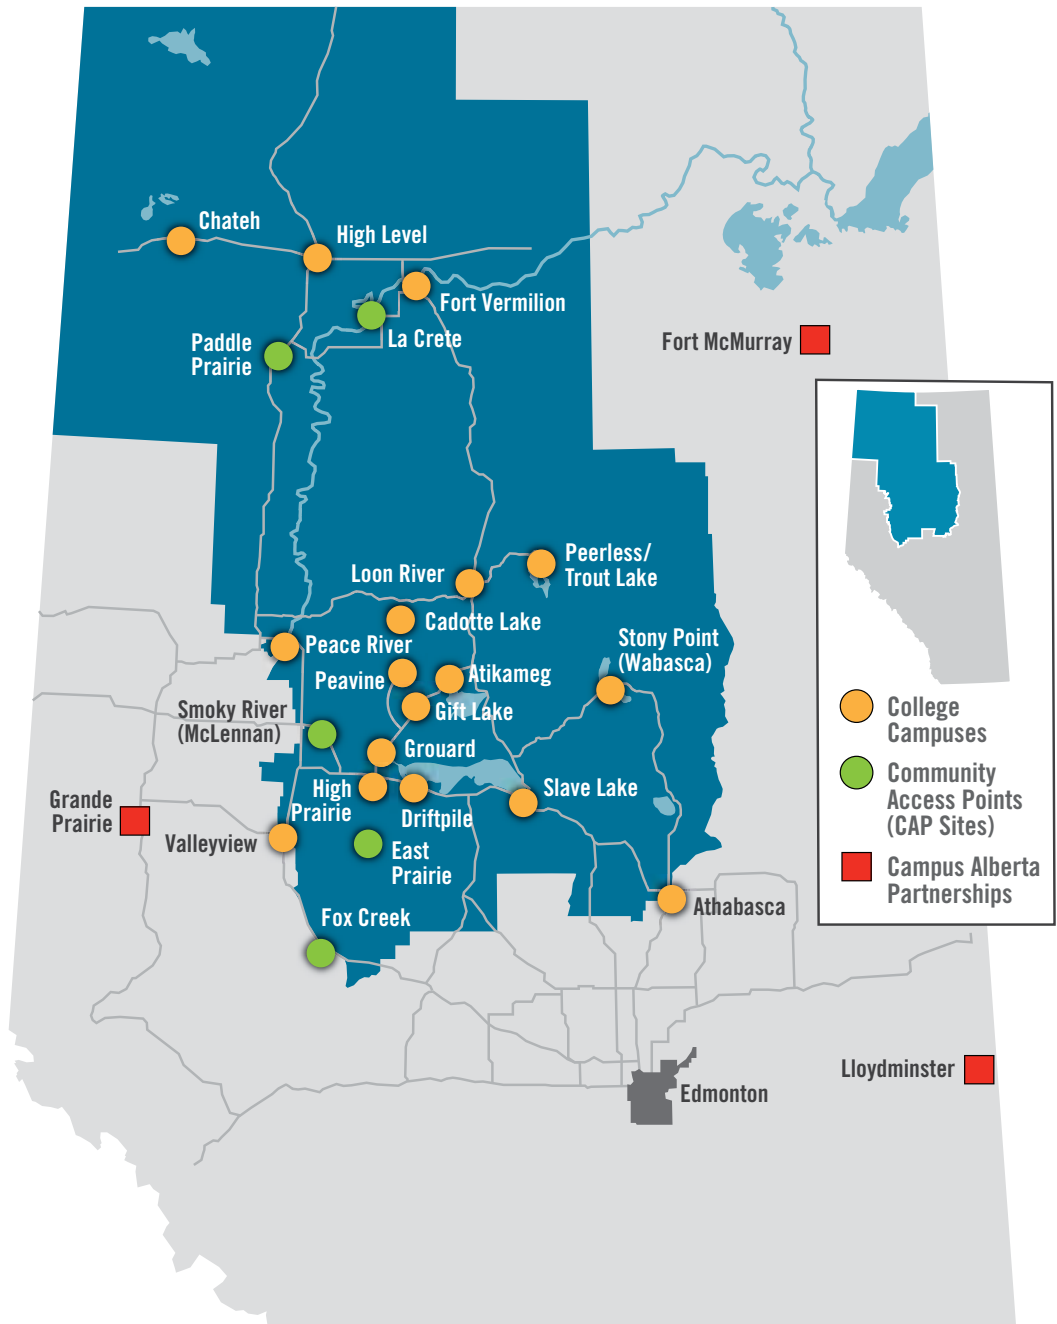 Chateh
High Level
Fort Vermilion
La Crete
Paddle
Prairie
Fort McMurray
Peerless/
Trout Lake
Loon River
Cadotte Lake
Stony Point
(Wabasca)
Peace River
Peavine
Atikameg
Gift Lake
Smoky River
(McLennan)
Grouard
High
Prairie
Driftpile
Slave Lake
Grande
Prairie
Valleyview
East
Prairie
Athabasca
Fox Creek
Lloydminster
Edmonton
College
Campuses
Community
Access Points
(CAP Sites)
Campus Alberta
Partnerships